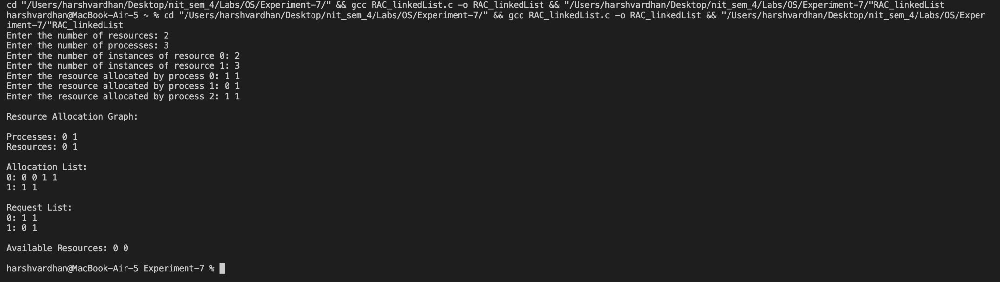 cd "/Users/harshvardhan/Desktop/nit_sem_4/Labs/OS/Experiment-7/" && gcc RAC_linkedList.c -o RAC_linkedList && "/Users/harshvardhan/Desktop/nit_sem_4/Labs/OS/Experiment-7/"RAC_linkedList
harshvardhan@MacBook-Air-5 ~ % cd "/Users/harshvardhan/Desktop/nit_sem_4/Labs/OS/Experiment-7/" && gcc RAC_linkedList.c -o RAC_linkedList && "/Users/harshvardhan/Desktop/nit_sem_4/Labs/OS/Exper
iment-7/"RAC_linkedList
Enter the number of resources: 2
Enter the number of processes: 3
Enter the number of instances of resource 0: 2
Enter the number of instances of resource 1: 3
Enter the resource allocated by process 0: 1 1
Enter the resource allocated by process 1: 0 1
Enter the resource allocated by process 2: 1 1
Resource Allocation Graph:
Processes: 0 1
Resources: 0 1
Allocation List:
0: 0 0 1 1
1: 1 1
Request List:
0: 1 1
1: 0 1
Available Resources: 0 0
harshvardhan@MacBook-Air-5 Experiment-7 %